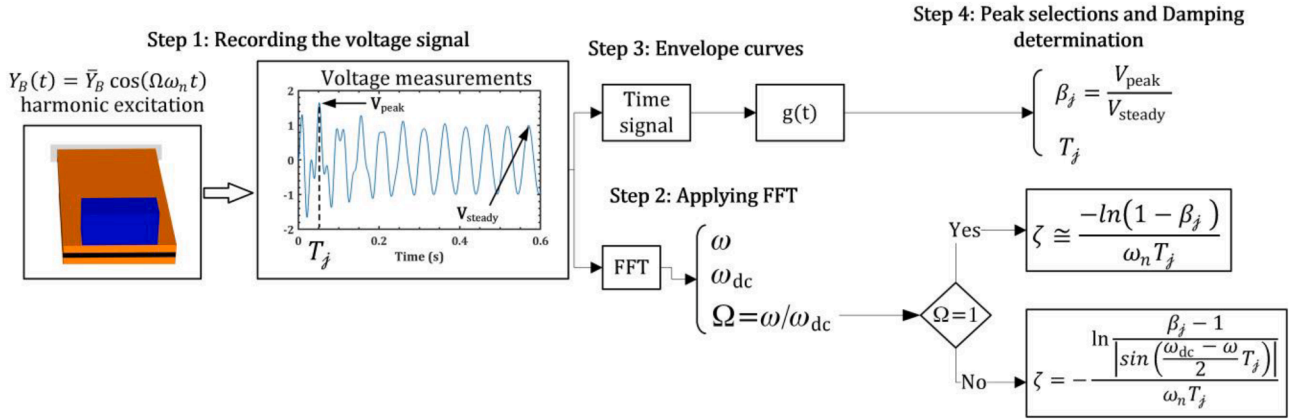 Step 1: Recording the voltage signal
Y_B(t) = Ȳ_B cos(Ωω_n t)
harmonic excitation
Voltage measurements
V_peak
V_steady
2
1
0
-1
-2
0 0.2 0.4 0.6
T_j
Time (s)
Step 3: Envelope curves
Time
signal
g(t)
Step 2: Applying FFT
FFT
ω
ω_dc
Ω=ω/ω_dc
Ω=1
Yes
No
Step 4: Peak selections and Damping
determination
β_j = V_peak / V_steady
T_j
ζ ≅ -ln(1 − β_j) / ω_n T_j
ζ = − ln (β_j − 1 / |sin (ω_dc − ω / 2 T_j)|) / ω_n T_j